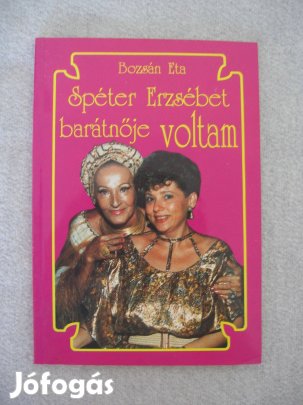 Bozsán Eta
Spéter Erzsébet
barátnője voltam
Jófogás